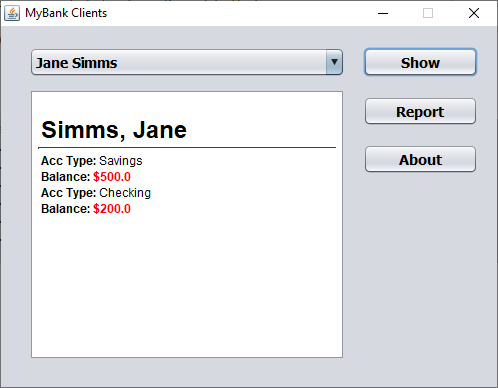 MyBank Clients
Jane Simms
Show
Simms, Jane
Acc Type: Savings
Balance: $500.0
Acc Type: Checking
Balance: $200.0
Report
About